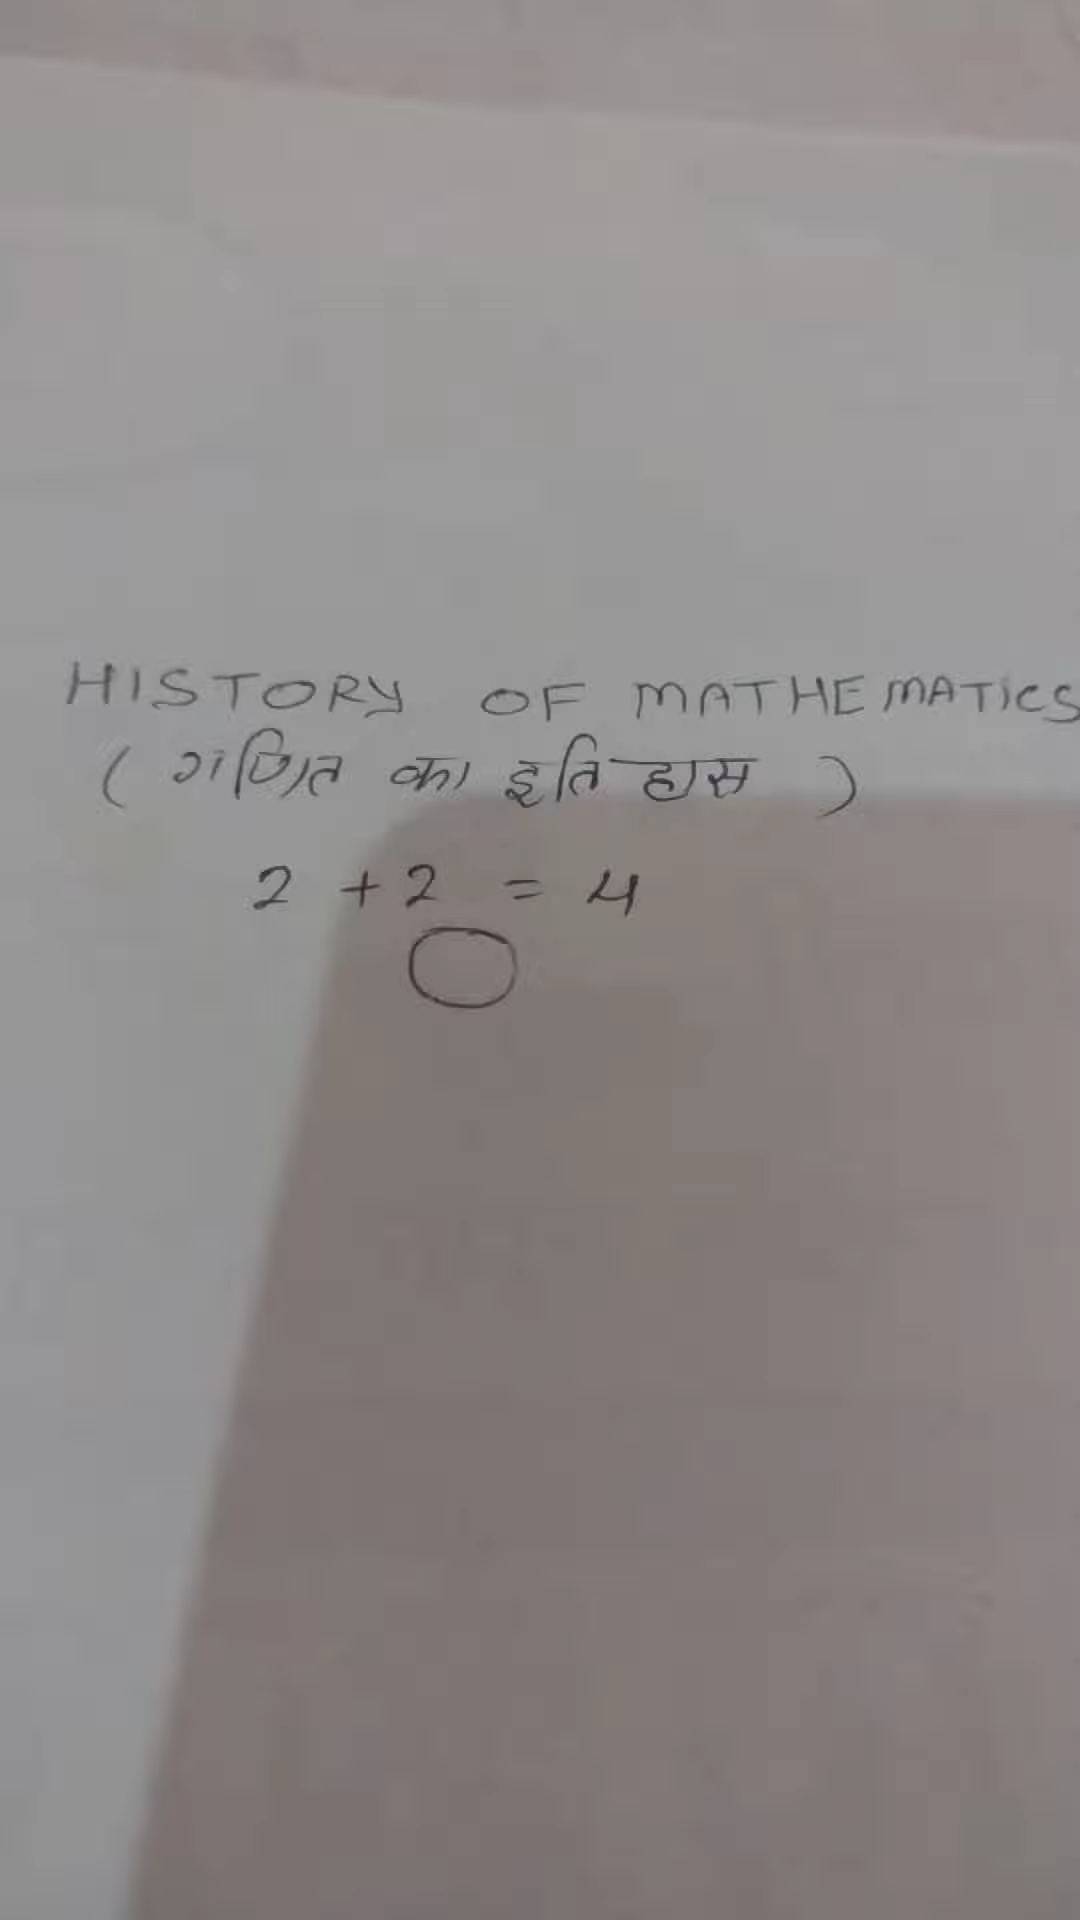 HISTORY OF MATHEMATICS
( गणित का इतिहास )
2 + 2 = 4